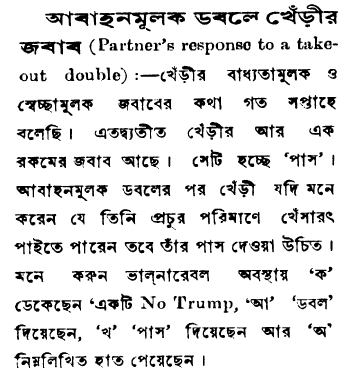 আবাহনমূলক ডবলে খেঁড়ীর
জবাব (Partner's response to a take-
out double) :—খেঁড়ীর বাধ্যতামূলক ও
স্বেচ্ছামূলক জবাবের কথা গত সপ্তাহে
বলেছি। এতদ্ব্যতীত খেঁড়ীর আর এক
রকমের জবাব আছে। সেটি হচ্ছে 'পাস'।
আবাহনমূলক ডবলের পর খেঁড়ী যদি মনে
করেন যে তিনি প্রচুর পরিমাণে খেঁসারৎ
পাইতে পারেন তবে তাঁর পাস দেওয়া উচিত।
মনে করুন ভাল্‌নারেবল অবস্থায় 'ক'
ডেকেছেন 'একটি No Trump, 'আ' 'ডবল'
দিয়েছেন, 'খ' 'পাস' দিয়েছেন আর 'অ'
নিম্নলিখিত হাত পেয়েছেন।